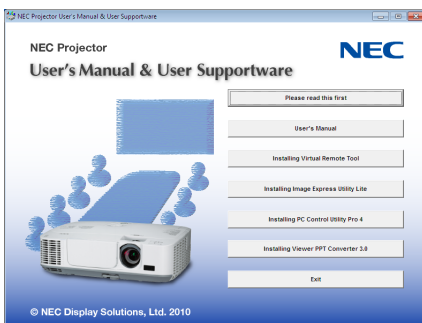 NEC Projector User's Manual & User Supportware
NEC Projector
NEC
User's Manual & User Supportware
Please read this first
User's Manual
Installing Virtual Remote Tool
Installing Image Express Utility Lite
Installing PC Control Utility Pro 4
Installing Viewer PPT Converter 3.0
Exit
© NEC Display Solutions, Ltd. 2010